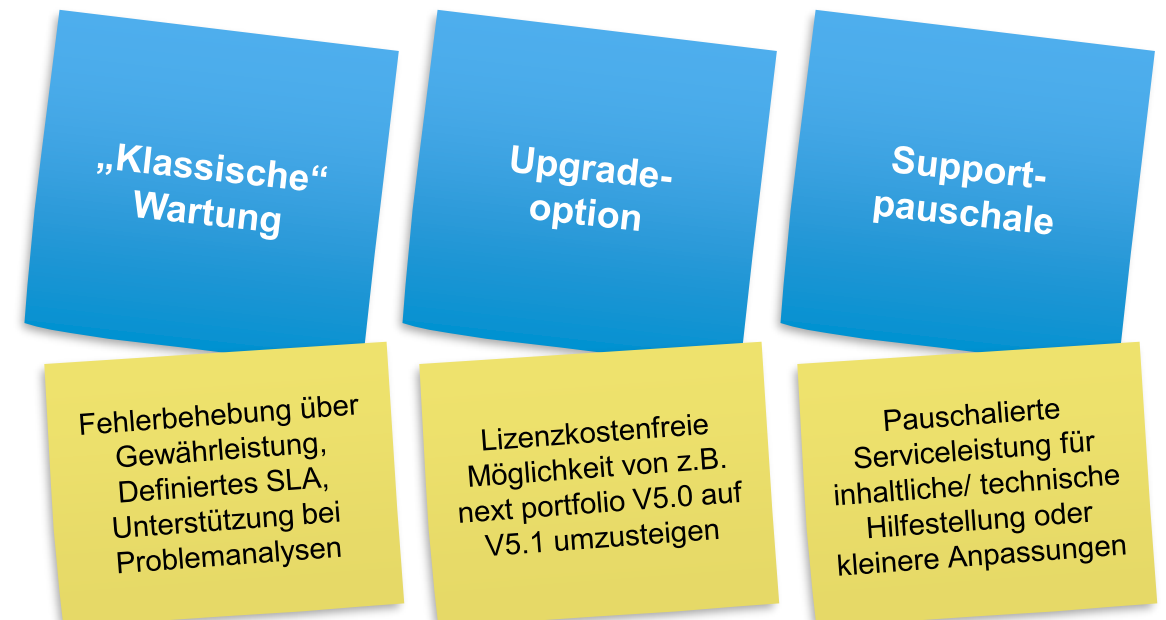 „Klassische“
Wartung
Upgrade-
option
Support-
pauschale
Fehlerbehebung über
Gewährleistung,
Definiertes SLA,
Unterstützung bei
Problemanalysen
Lizenzkostenfreie
Möglichkeit von z.B.
next portfolio V5.0 auf
V5.1 umzusteigen
Pauschalierte
Serviceleistung für
inhaltliche/ technische
Hilfestellung oder
kleinere Anpassungen